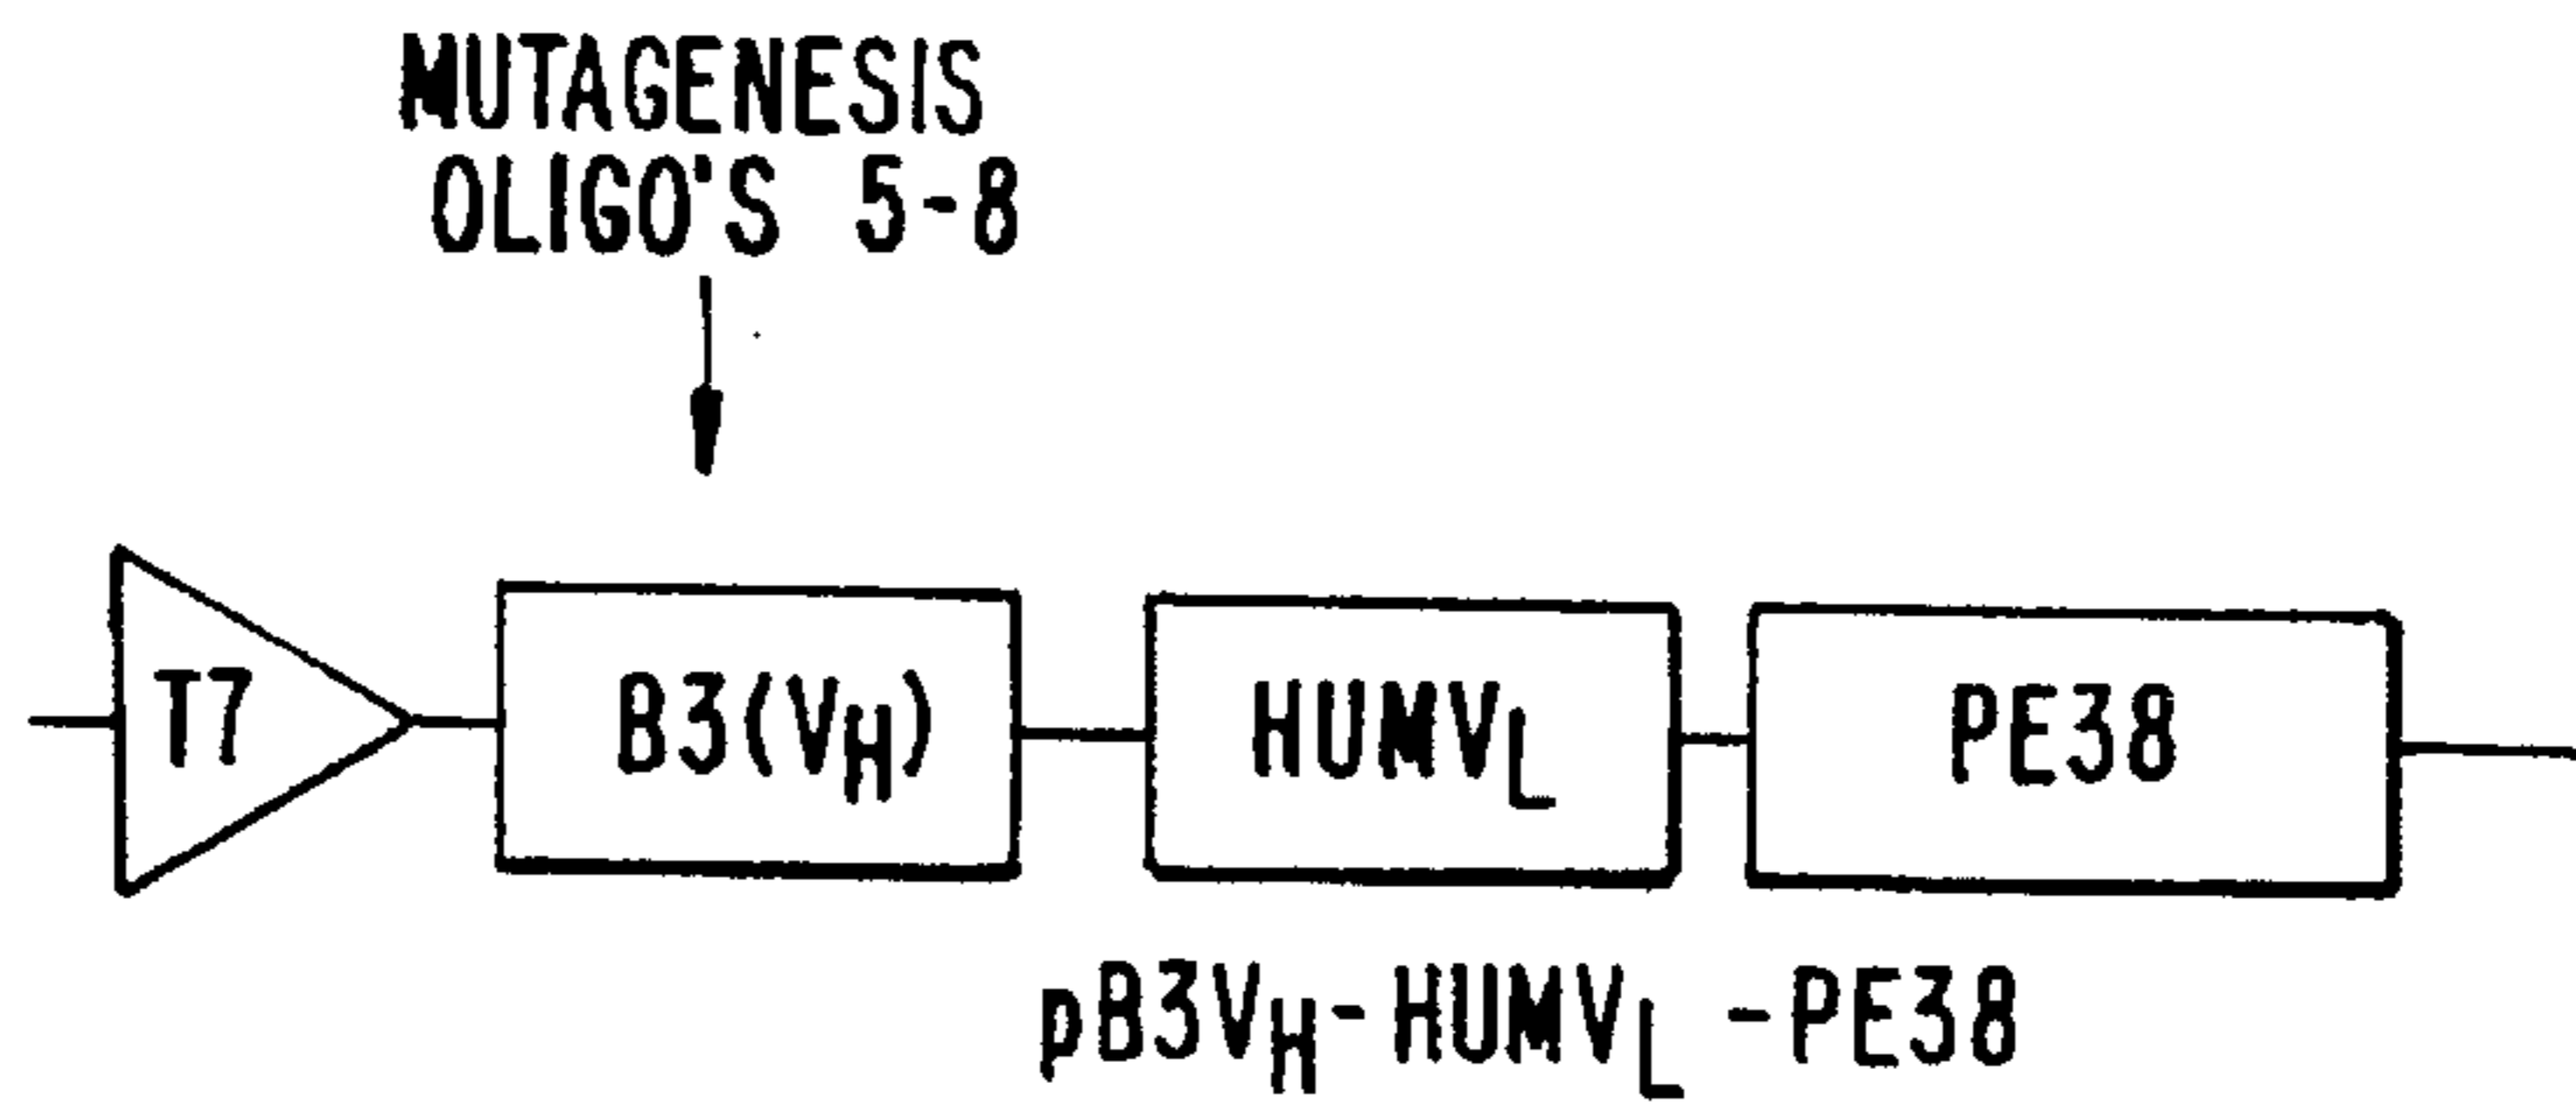 MUTAGENESIS
OLIGO'S 5-8
T7
B3(VH)
HUMVL
PE38
pB3VH-HUMVL-PE38